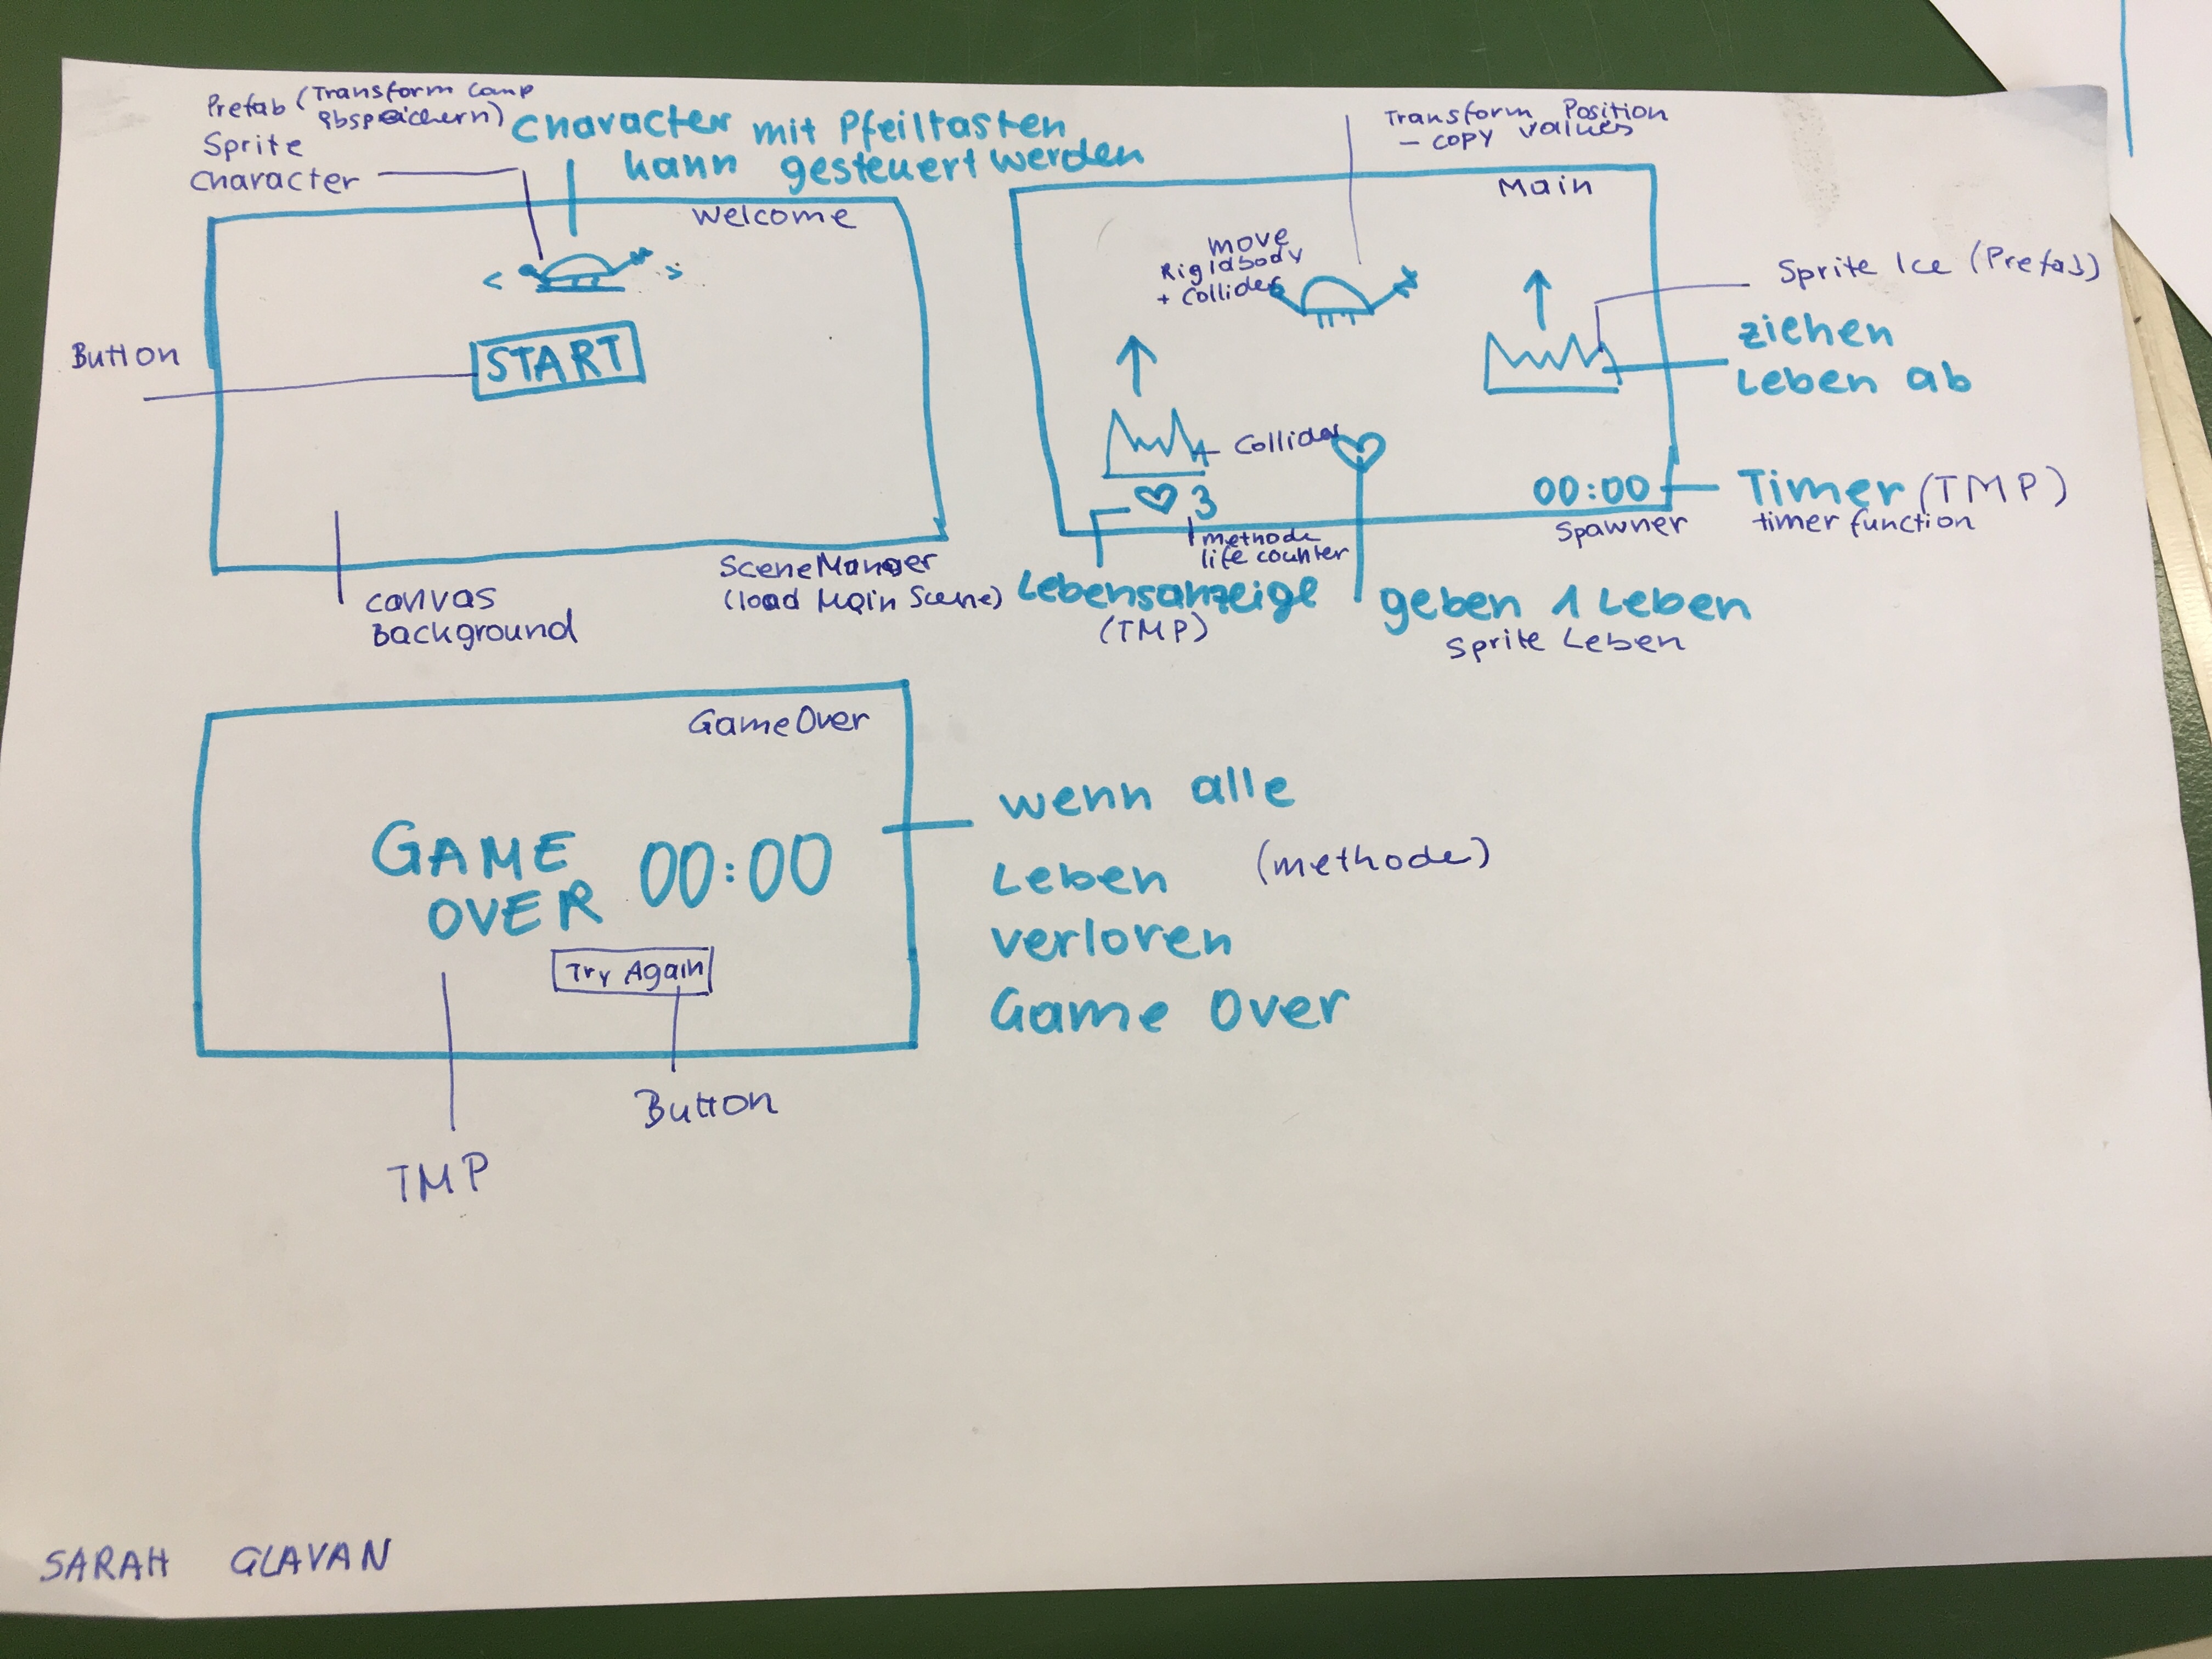 Prefab (Transform Comp
abspeichern)
Sprite
Character
Character mit Pfeiltasten
kann gesteuert werden
Welcome
< >
START
Button
canvas
background
SceneManger
(load Main Scene)
Transform Position
- copy values
Main
move
Rigidbody
+ Collider
Sprite Ice (Prefab)
ziehen
Leben ab
Collider
3
00:00
Timer (TMP)
timer function
Spawner
methode
life counter
Lebensanzeige
(TMP)
geben 1 Leben
Sprite Leben
GameOver
GAME
OVER
00:00
Try Again
Button
TMP
wenn alle
Leben (methode)
verloren
Game Over
SARAH GLAVAN